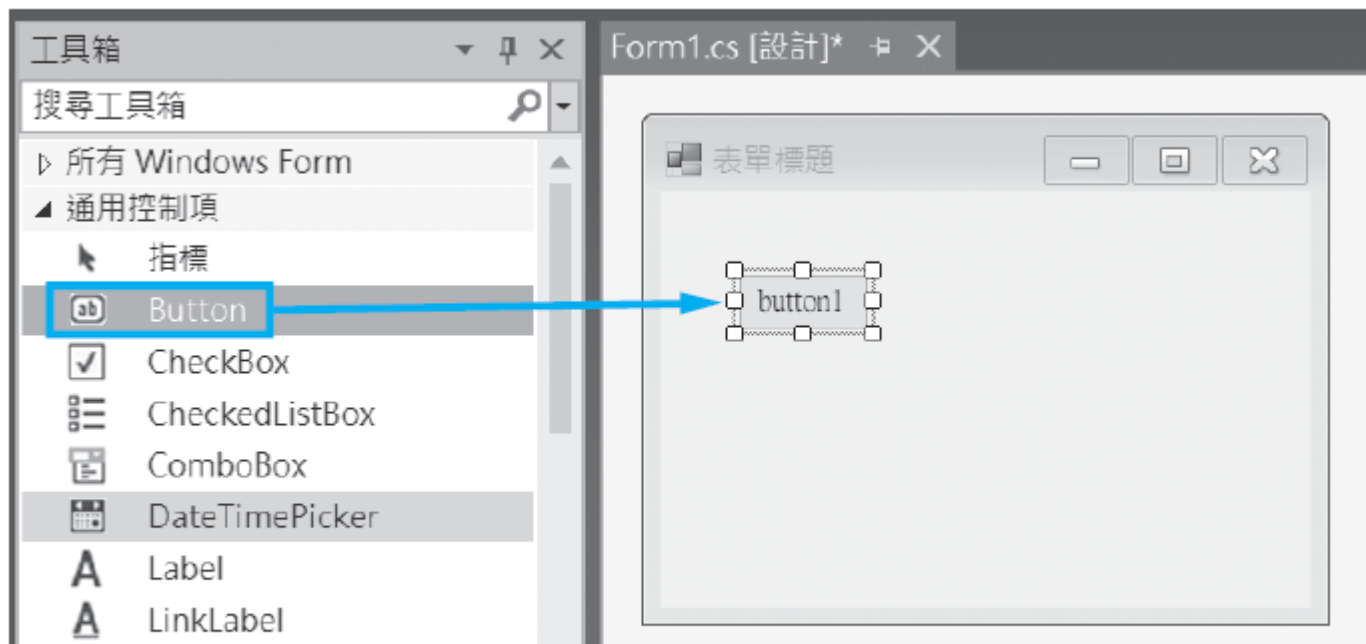 工具箱
搜尋工具箱
所有 Windows Form
通用控制項
指標
Button
CheckBox
CheckedListBox
ComboBox
DateTimePicker
Label
LinkLabel
Form1.cs [設計]*
表單標題
button1